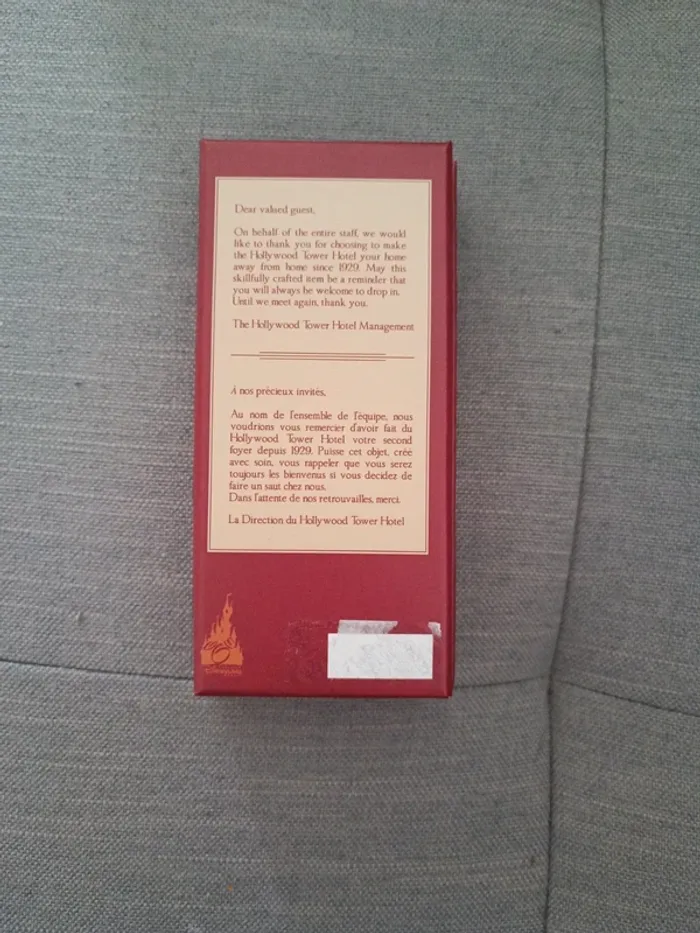 Dear valued guest,
On behalf of the entire staff, we would
like to thank you for choosing to make
the Hollywood Tower Hotel your home
away from home since 1929. May this
skillfully crafted item be a reminder that
you will always be welcome to drop in.
Until we meet again, thank you.
The Hollywood Tower Hotel Management
À nos précieux invités,
Au nom de l'ensemble de l'équipe, nous
voudrions vous remercier d'avoir fait du
Hollywood Tower Hotel votre second
foyer depuis 1929. Puisse cet objet, créé
avec soin, vous rappeler que vous serez
toujours les bienvenus si vous décidez de
faire un saut chez nous.
Dans l'attente de nos retrouvailles, merci.
La Direction du Hollywood Tower Hotel